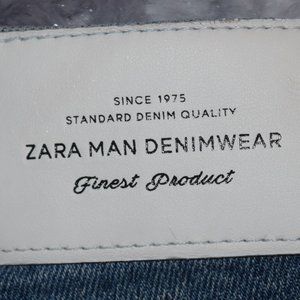 SINCE 1975
STANDARD DENIM QUALITY
ZARA MAN DENIMWEAR
Finest Product